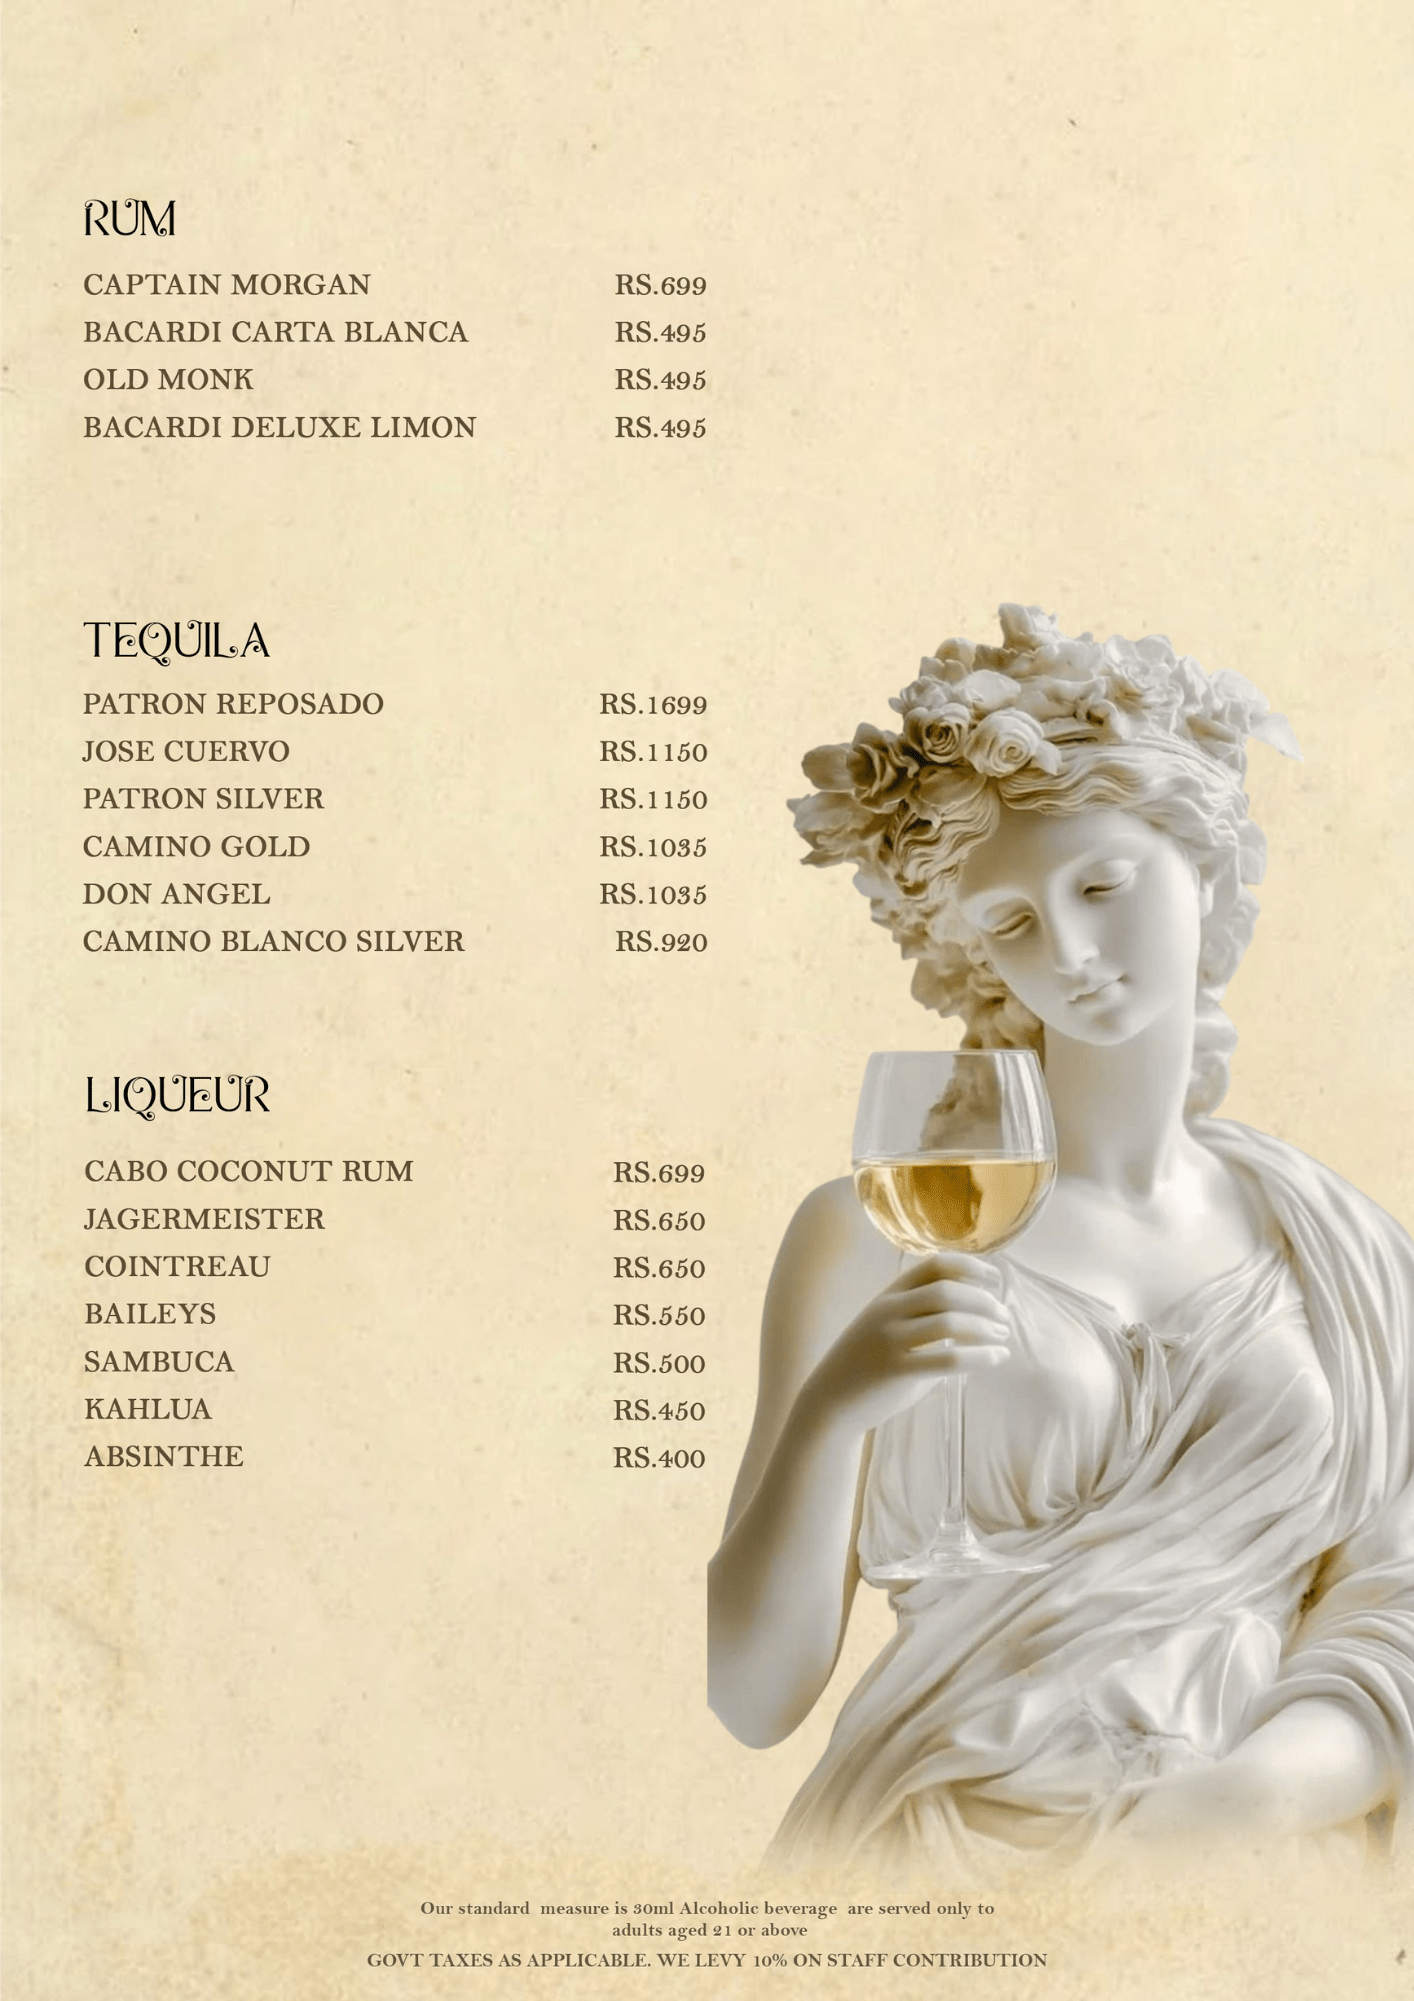 RUM
CAPTAIN MORGAN RS.699
BACARDI CARTA BLANCA RS.495
OLD MONK RS.495
BACARDI DELUXE LIMON RS.495
TEQUILA
PATRON REPOSADO RS.1699
JOSE CUERVO RS.1150
PATRON SILVER RS.1150
CAMINO GOLD RS.1035
DON ANGEL RS.1035
CAMINO BLANCO SILVER RS.920
LIQUEUR
CABO COCONUT RUM RS.699
JAGERMEISTER RS.650
COINTREAU RS.650
BAILEYS RS.550
SAMBUCA RS.500
KAHLUA RS.450
ABSINTHE RS.400
Our standard measure is 30ml Alcoholic beverage are served only to
adults aged 21 or above
GOVT TAXES AS APPLICABLE. WE LEVY 10% ON STAFF CONTRIBUTION